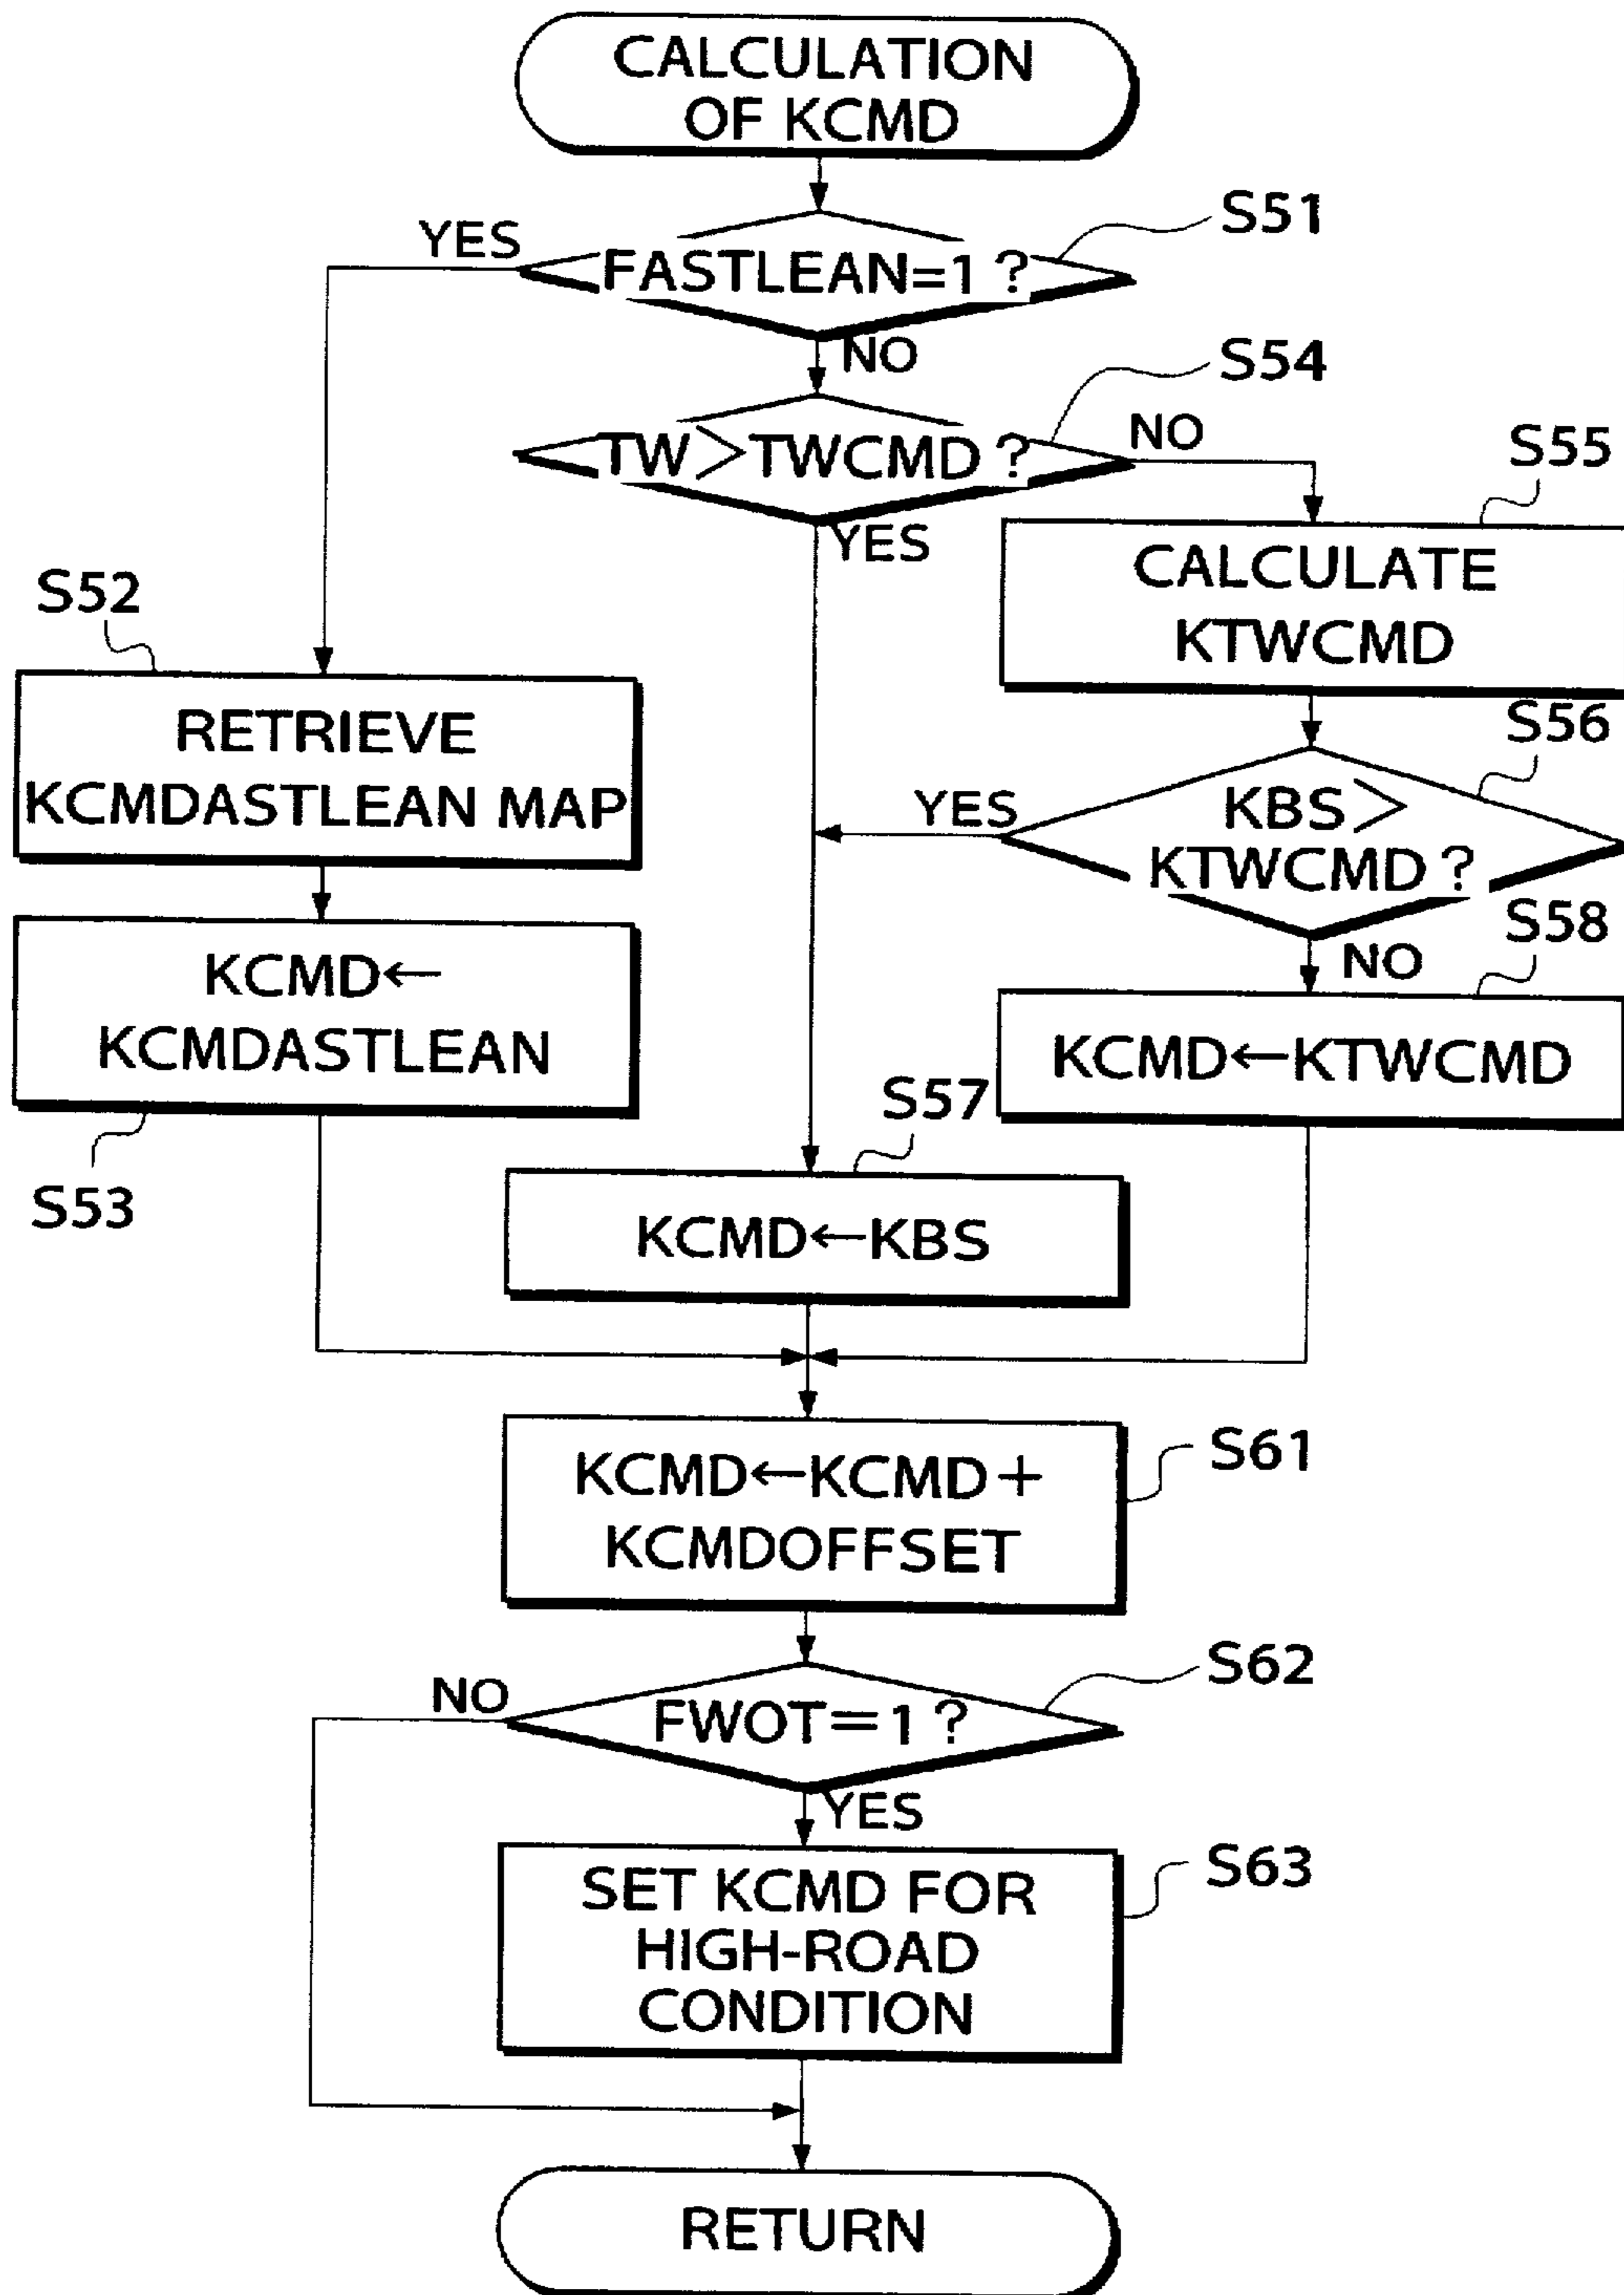 CALCULATION
OF KCMD
S51
YES
FASTLEAN=1?
NO
S54
TW>TWCMD?
NO
YES
S55
CALCULATE
KTWCMD
S52
RETRIEVE
KCMDASTLEAN MAP
S56
YES
KBS>
KTWCMD?
NO
S58
KCMD←
KCMDASTLEAN
S53
KCMD←KTWCMD
S57
KCMD←KBS
S61
KCMD←KCMD+
KCMDOFFSET
S62
NO
FWOT=1?
YES
S63
SET KCMD FOR
HIGH-ROAD
CONDITION
RETURN